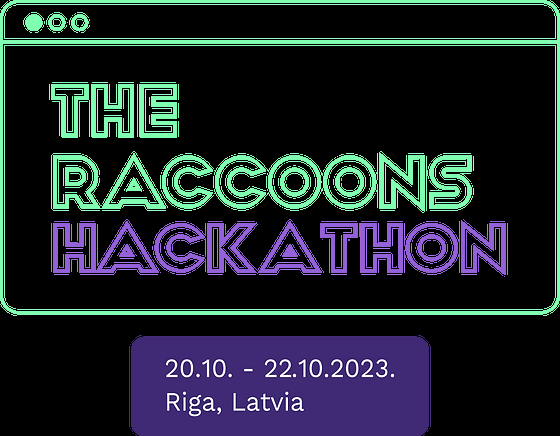 THE
RACCOONS
HACKATHON
20.10. - 22.10.2023.
Riga, Latvia